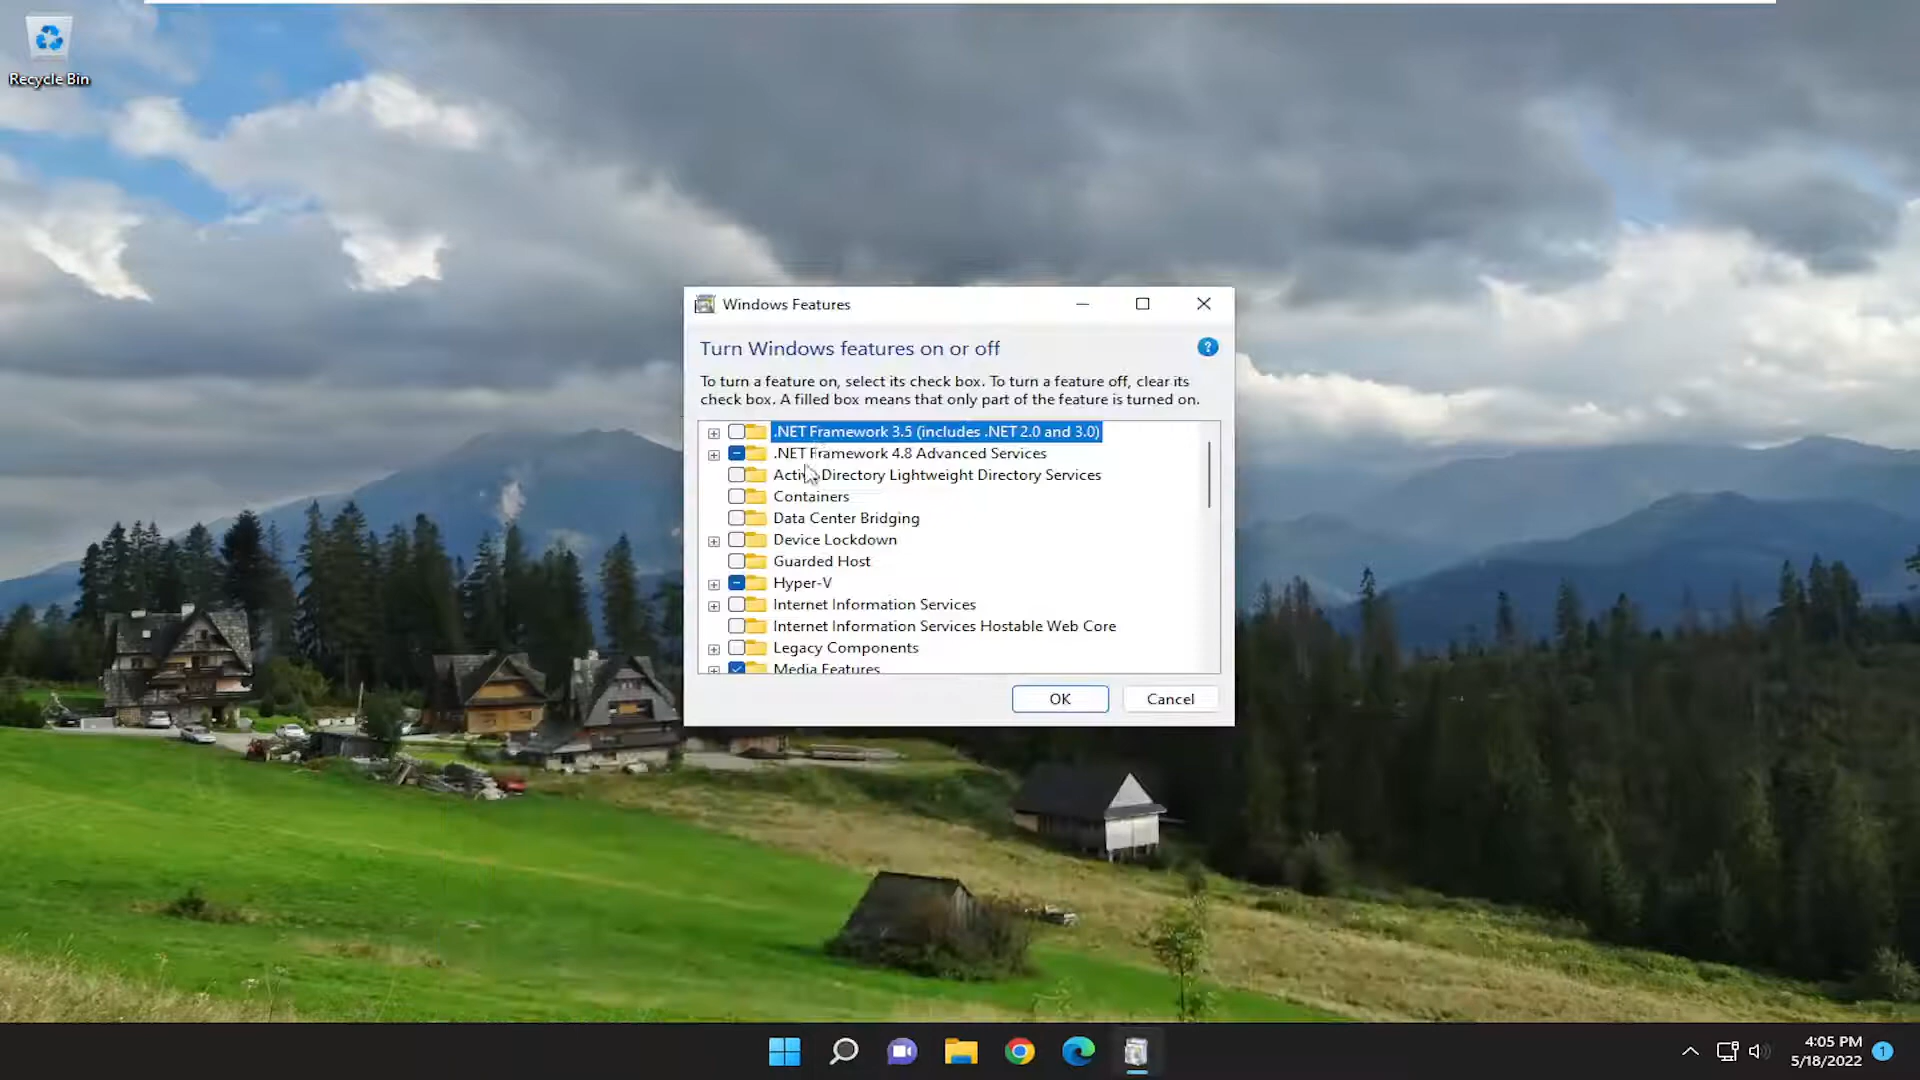 Recycle Bin
Windows Features
Turn Windows features on or off
?
To turn a feature on, select its check box. To turn a feature off, clear its
check box. A filled box means that only part of the feature is turned on.
.NET Framework 3.5 (includes .NET 2.0 and 3.0)
.NET Framework 4.8 Advanced Services
Active Directory Lightweight Directory Services
Containers
Data Center Bridging
Device Lockdown
Guarded Host
Hyper-V
Internet Information Services
Internet Information Services Hostable Web Core
Legacy Components
Media Features
OK
Cancel
4:05 PM
5/18/2022
1